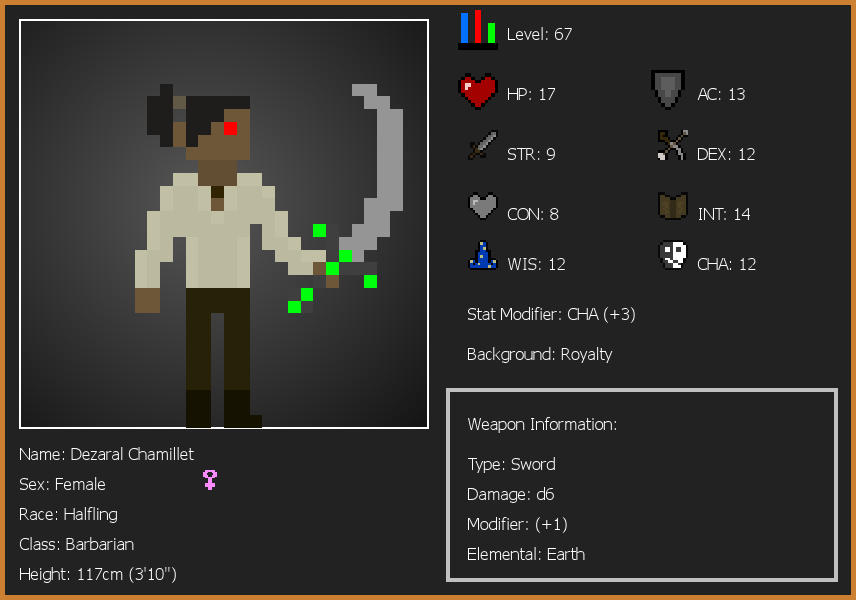 Level: 67
HP: 17
AC: 13
STR: 9
DEX: 12
CON: 8
INT: 14
WIS: 12
CHA: 12
Stat Modifier: CHA (+3)
Background: Royalty
Weapon Information:
Type: Sword
Damage: d6
Modifier: (+1)
Elemental: Earth
Name: Dezaral Chamillet
Sex: Female
Race: Halfling
Class: Barbarian
Height: 117cm (3'10")